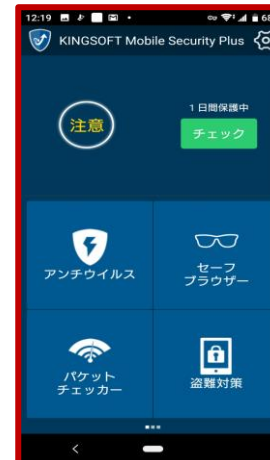 12:19
KINGSOFT Mobile Security Plus
注意
1日間保護中
チェック
アンチウイルス
セーフ
ブラウザー
パケット
チェッカー
盗難対策